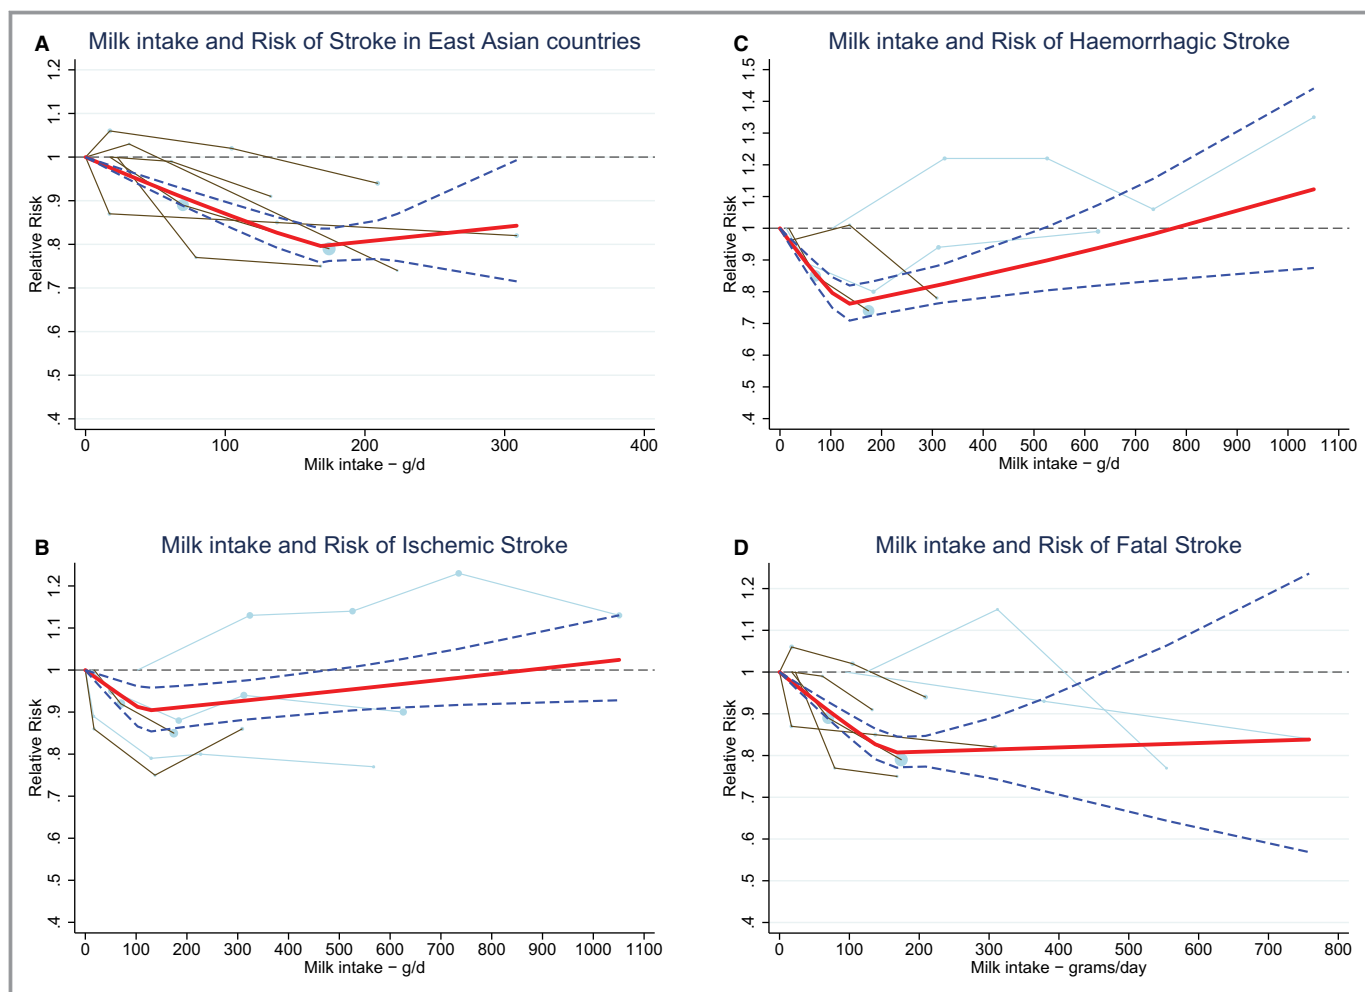 A Milk intake and Risk of Stroke in East Asian countries
Relative Risk
1.2
1.1
1
.9
.8
.7
.6
.5
.4
0 100 200 300 400
Milk intake − g/d
B Milk intake and Risk of Ischemic Stroke
Relative Risk
1.2
1.1
1
.9
.8
.7
.6
.5
.4
0 100 200 300 400 500 600 700 800 900 1000 1100
Milk intake − g/d
C Milk intake and Risk of Haemorrhagic Stroke
Relative Risk
1.5
1.4
1.3
1.2
1.1
1
.9
.8
.7
.6
.5
.4
0 100 200 300 400 500 600 700 800 900 1000 1100
Milk intake − g/d
D Milk intake and Risk of Fatal Stroke
Relative Risk
1.2
1.1
1
.9
.8
.7
.6
.5
.4
0 100 200 300 400 500 600 700 800
Milk intake − grams/day